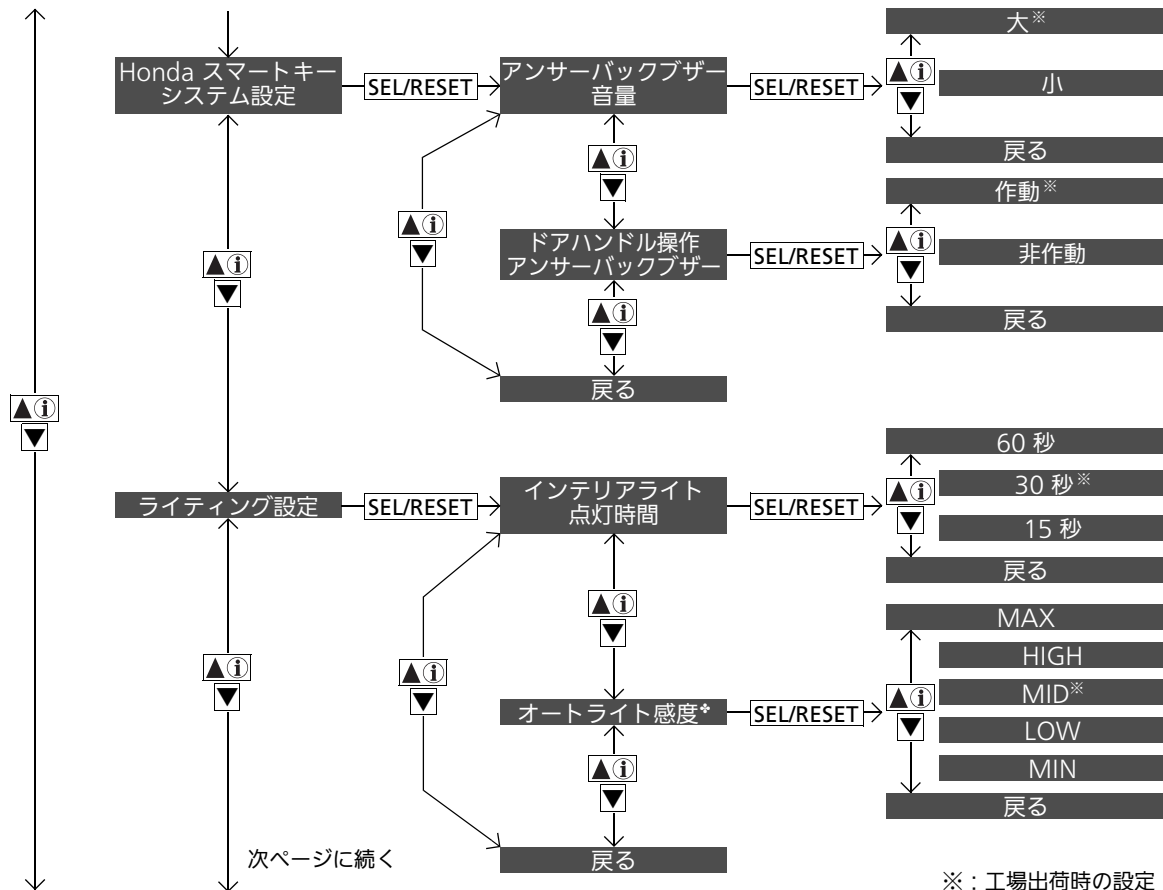 大※
Honda スマートキー
システム設定
SEL/RESET
アンサーバックブザー
音量
SEL/RESET
▲ⓘ
▼
小
戻る
▲ⓘ
▼
▲ⓘ
▼
▲ⓘ
▼
ドアハンドル操作
アンサーバックブザー
SEL/RESET
作動※
▲ⓘ
▼
非作動
戻る
▲ⓘ
▼
戻る
▲ⓘ
▼
ライティング設定
SEL/RESET
インテリアライト
点灯時間
SEL/RESET
60 秒
▲ⓘ
▼
30 秒※
15 秒
戻る
▲ⓘ
▼
▲ⓘ
▼
▲ⓘ
▼
オートライト感度✤
SEL/RESET
MAX
▲ⓘ
▼
HIGH
MID※
LOW
MIN
戻る
▲ⓘ
▼
戻る
次ページに続く
※：工場出荷時の設定